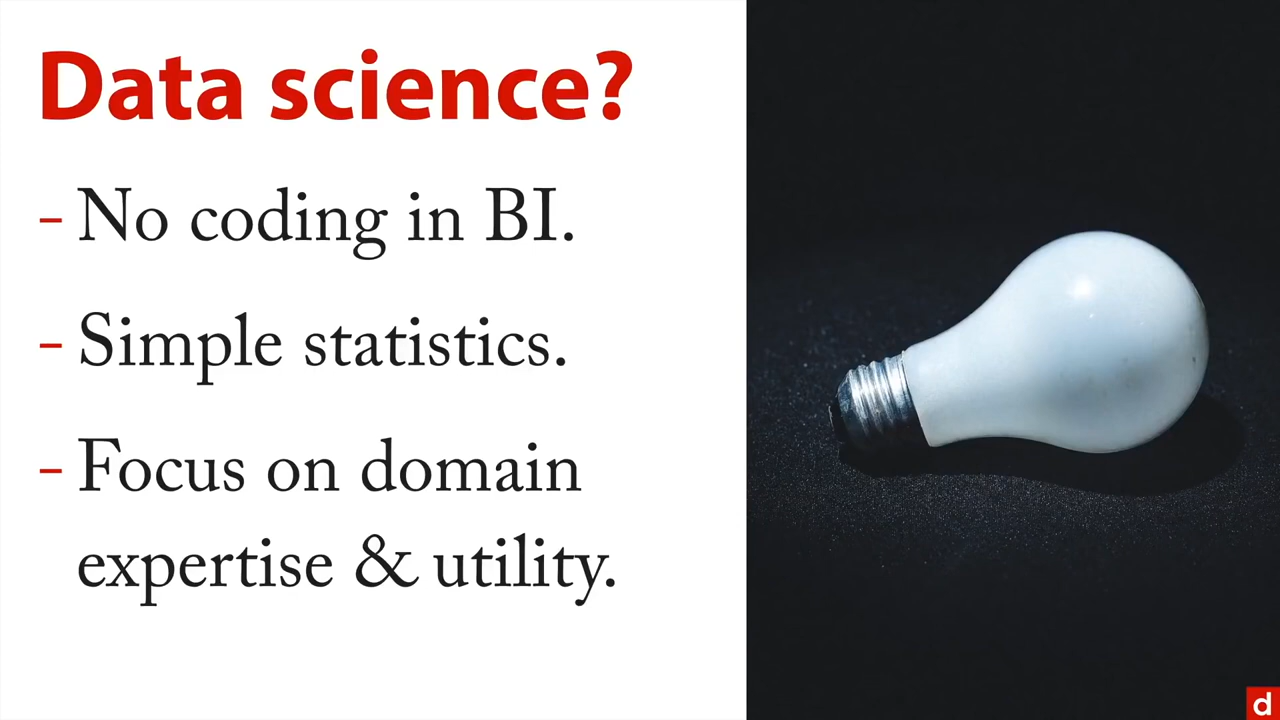 Data science?
- No coding in BI.
- Simple statistics.
- Focus on domain
expertise & utility.
d